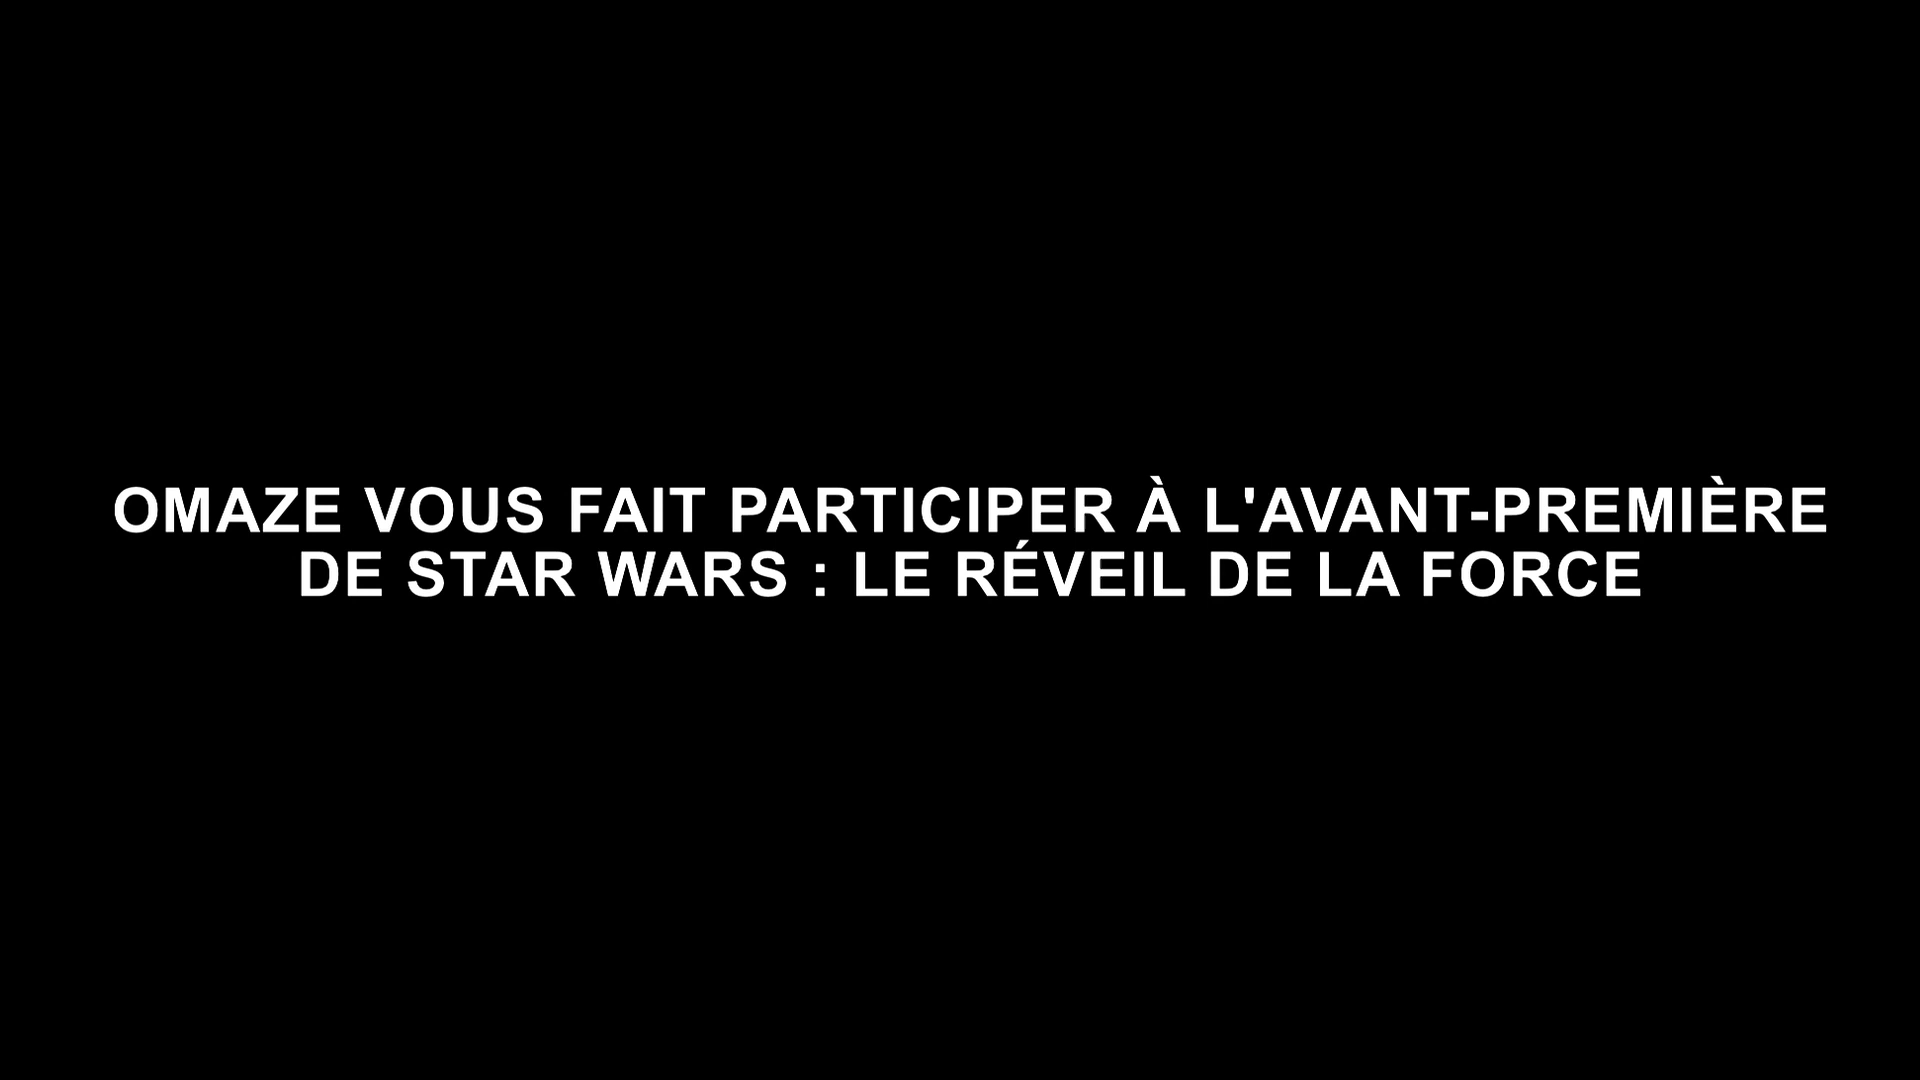 OMAZE VOUS FAIT PARTICIPER À L'AVANT-PREMIÈRE
DE STAR WARS : LE RÉVEIL DE LA FORCE